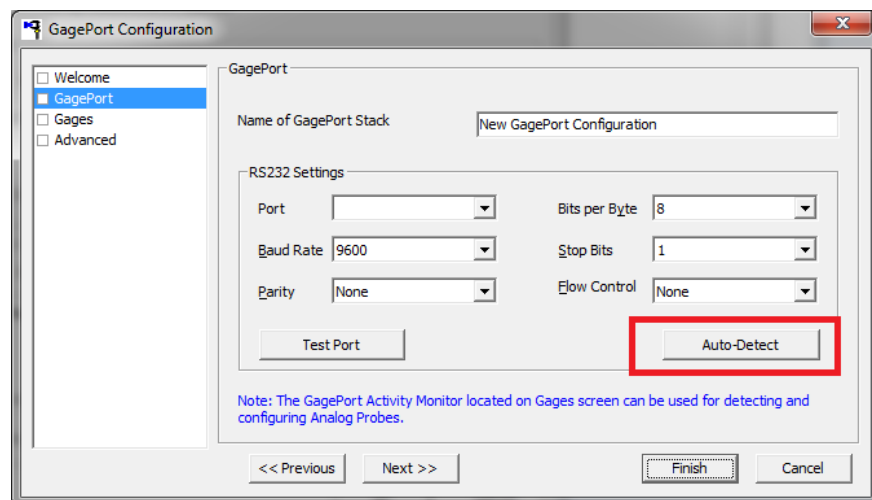 GagePort Configuration
Welcome
GagePort
Gages
Advanced
GagePort
Name of GagePort Stack New GagePort Configuration
RS232 Settings
Port Bits per Byte 8
Baud Rate 9600 Stop Bits 1
Parity None Flow Control None
Test Port Auto-Detect
Note: The GagePort Activity Monitor located on Gages screen can be used for detecting and
configuring Analog Probes.
<< Previous Next >> Finish Cancel